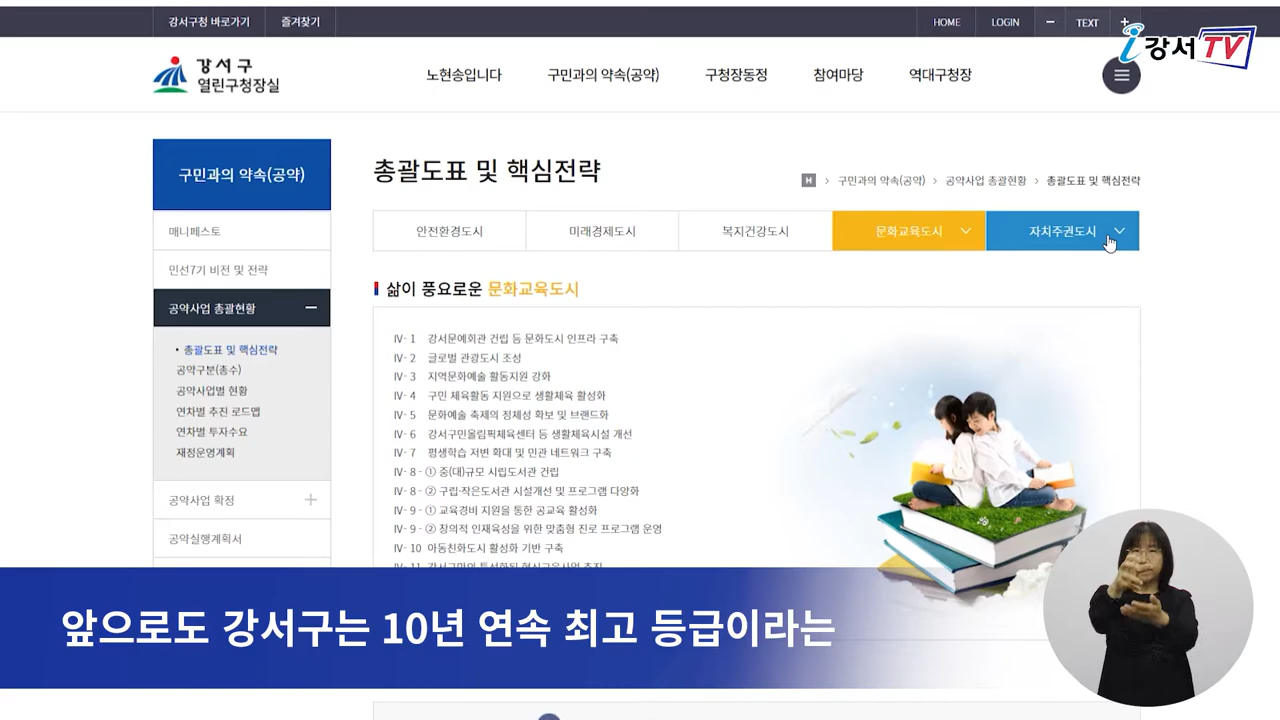 강서구청 바로가기
즐겨찾기
HOME
LOGIN
TEXT
i강서TV
강서구
열린구청장실
노현송입니다
구민과의 약속(공약)
구청장동정
참여마당
역대구청장
구민과의 약속(공약)
매니페스토
민선7기 비전 및 전략
공약사업 총괄현황
총괄도표 및 핵심전략
공약구분(총수)
공약사업별 현황
연차별 추진 로드맵
연차별 투자수요
재정운영계획
공약사업 확정
공약실행계획서
총괄도표 및 핵심전략
H > 구민과의 약속(공약) > 공약사업 총괄현황 > 총괄도표 및 핵심전략
안전환경도시
미래경제도시
복지건강도시
문화교육도시
자치주권도시
삶이 풍요로운 문화교육도시
Ⅳ- 1 강서문예회관 건립 등 문화도시 인프라 구축
Ⅳ- 2 글로벌 관광도시 조성
Ⅳ- 3 지역문화예술 활동지원 강화
Ⅳ- 4 구민 체육활동 지원으로 생활체육 활성화
Ⅳ- 5 문화예술 축제의 정체성 확보 및 브랜드화
Ⅳ- 6 강서구민올림픽체육센터 등 생활체육시설 개선
Ⅳ- 7 평생학습 저변 확대 및 민관 네트워크 구축
Ⅳ- 8 - ① 중(대)규모 시립도서관 건립
Ⅳ- 8 - ② 구립·작은도서관 시설개선 및 프로그램 다양화
Ⅳ- 9 - ① 교육경비 지원을 통한 공교육 활성화
Ⅳ- 9 - ② 창의적 인재육성을 위한 맞춤형 진로 프로그램 운영
Ⅳ- 10 아동친화도시 활성화 기반 구축
앞으로도 강서구는 10년 연속 최고 등급이라는